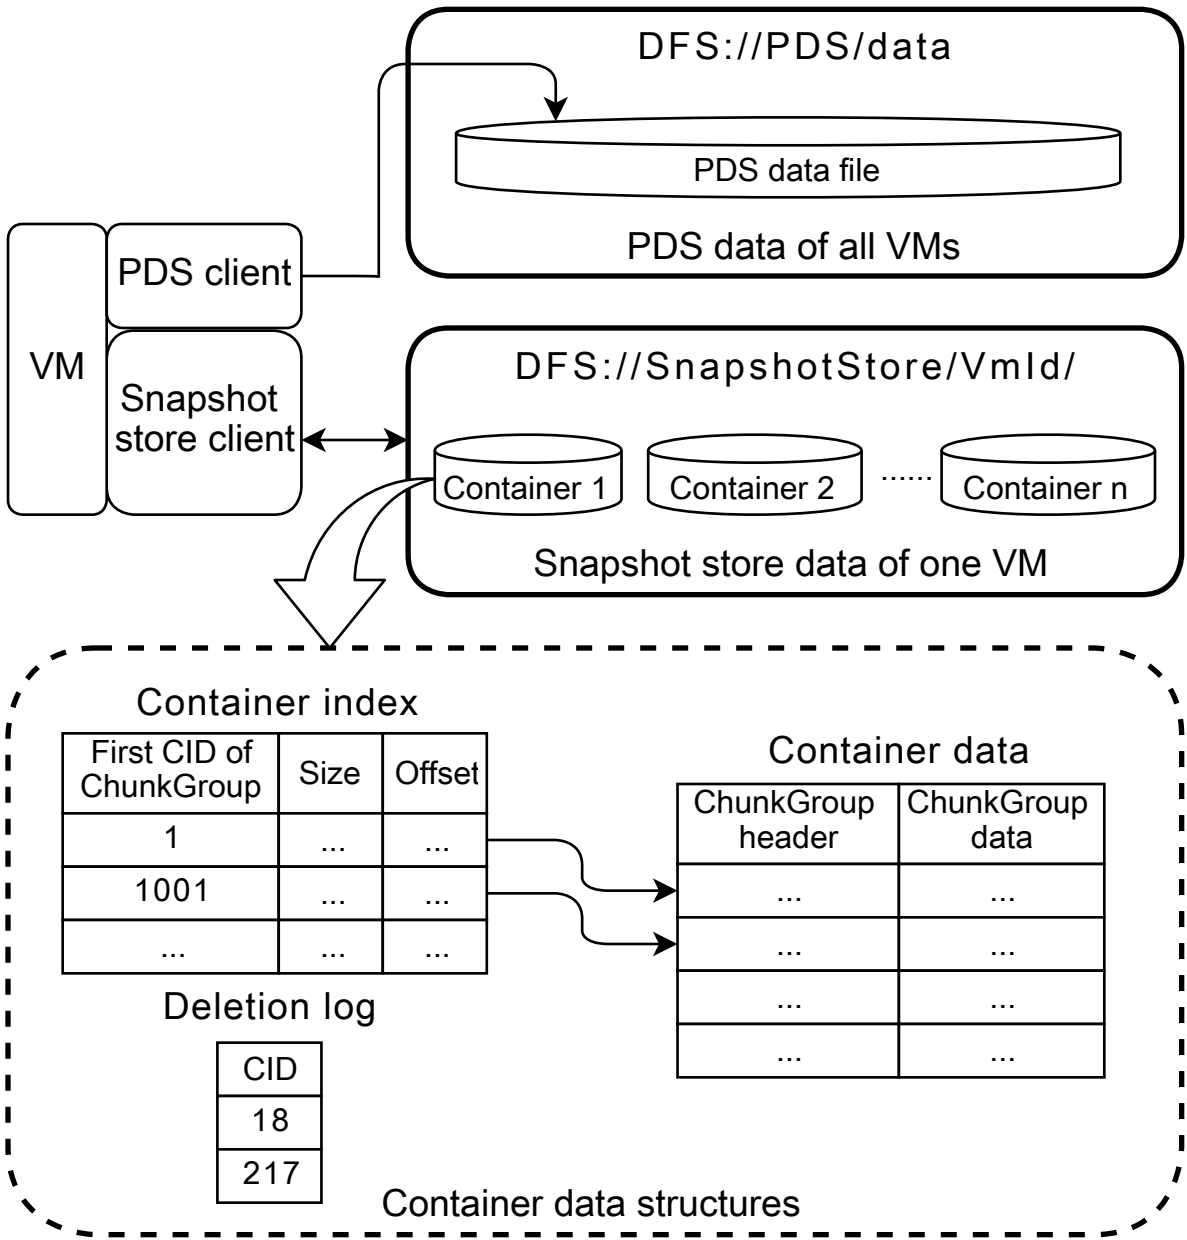 DFS://PDS/data
PDS data file
PDS data of all VMs
VM
PDS client
Snapshot
store client
DFS://SnapshotStore/VmId/
Container 1
Container 2
......
Container n
Snapshot store data of one VM
Container index
First CID of
ChunkGroup
Size
Offset
1
...
...
1001
...
...
...
...
...
Container data
ChunkGroup
header
ChunkGroup
data
...
...
...
...
...
...
...
...
Deletion log
CID
18
217
Container data structures